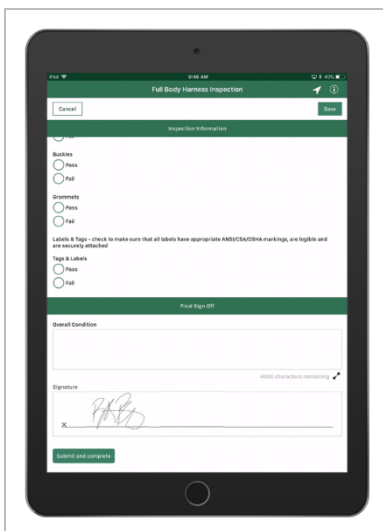 iPad 9:46 AM 40%
Full Body Harness Inspection
Cancel
Save
Inspection Information
Fail
Buckles
Pass
Fail
Grommets
Pass
Fail
Labels & Tags - check to make sure that all labels have appropriate ANSI/CSA/OSHA markings, are legible and
are securely attached
Tags & Labels
Pass
Fail
Final Sign Off
Overall Condition
4000 characters remaining
Signature
X
Submit and complete